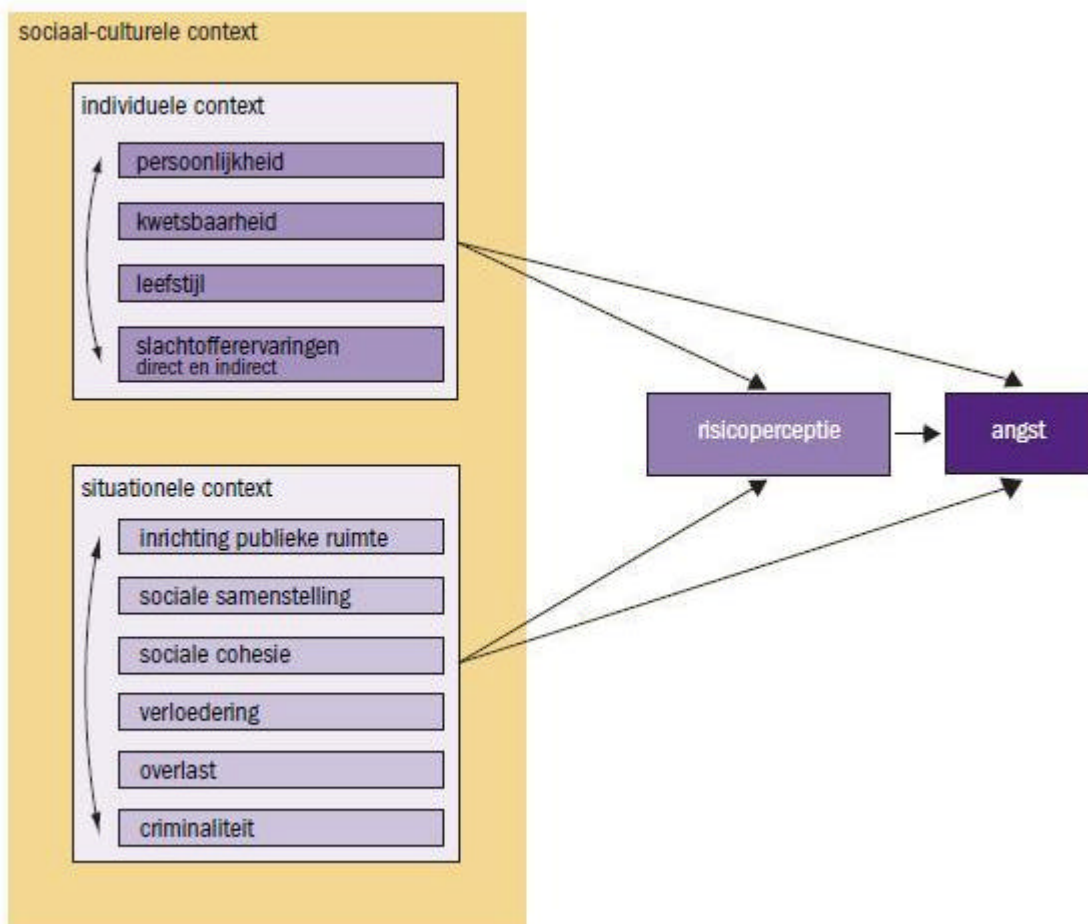 sociaal-culturele context
individuele context
persoonlijkheid
kwetsbaarheid
leefstijl
slachtofferervaringen
direct en indirect
risicoperceptie
angst
situationele context
inrichting publieke ruimte
sociale samenstelling
sociale cohesie
verloedering
overlast
criminaliteit